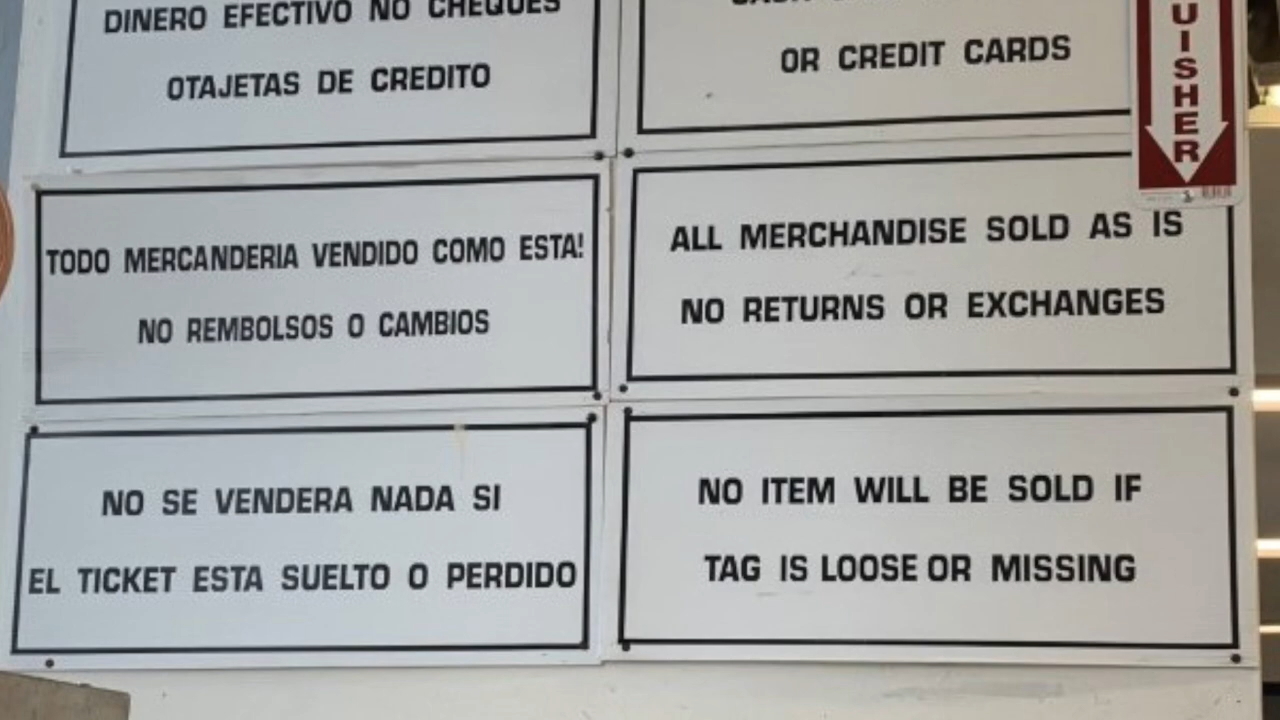 DINERO EFECTIVO NO CHEQUES
OTAJETAS DE CREDITO
OR CREDIT CARDS
UISHER
TODO MERCANDERIA VENDIDO COMO ESTA!
NO REMBOLSOS O CAMBIOS
ALL MERCHANDISE SOLD AS IS
NO RETURNS OR EXCHANGES
NO SE VENDERA NADA SI
EL TICKET ESTA SUELTO O PERDIDO
NO ITEM WILL BE SOLD IF
TAG IS LOOSE OR MISSING